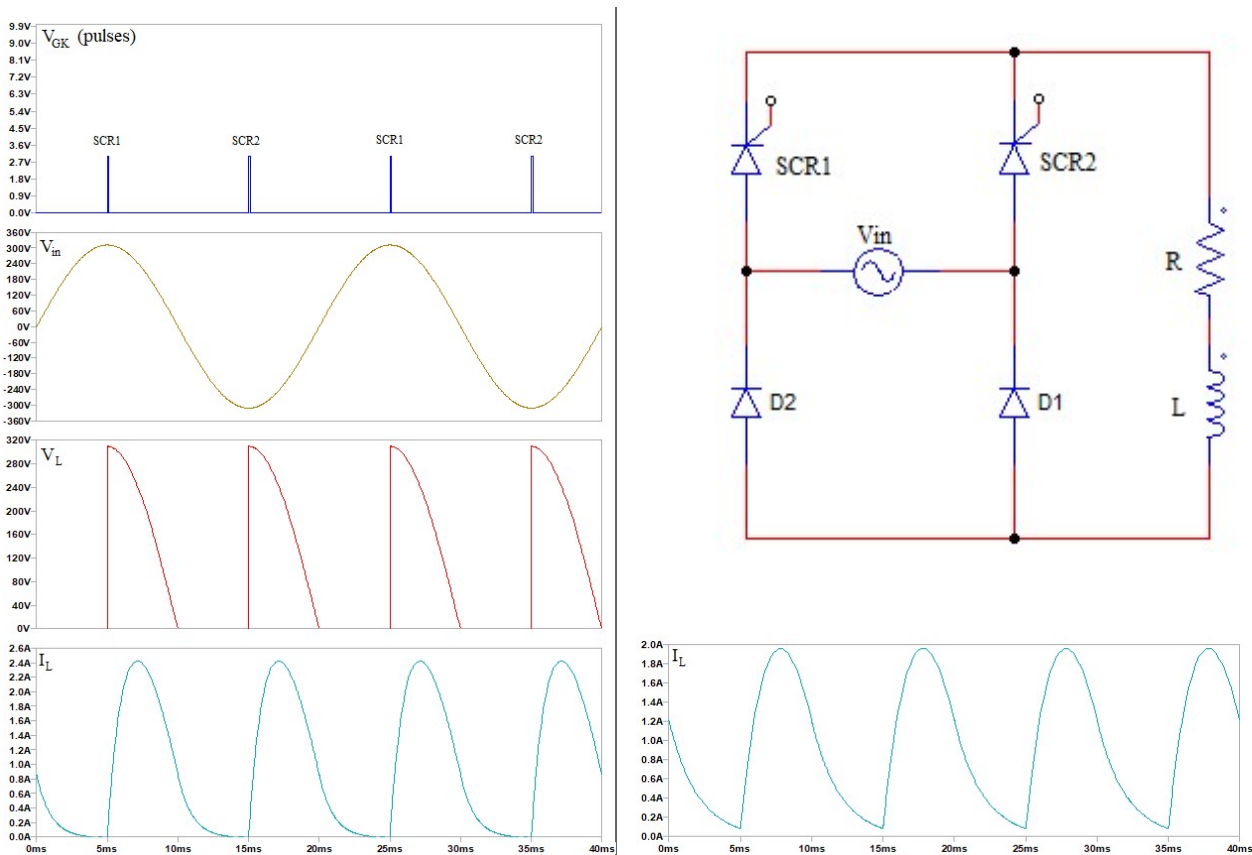 9.9V
V_GK (pulses)
9.0V
8.1V
7.2V
6.3V
5.4V
4.5V
3.6V
2.7V
1.8V
0.9V
0.0V
SCR1 SCR2 SCR1 SCR2
360V
V_in
300V
240V
180V
120V
60V
0V
-60V
-120V
-180V
-240V
-300V
-360V
320V
V_L
280V
240V
200V
160V
120V
80V
40V
0V
2.6A
I_L
2.4A
2.2A
2.0A
1.8A
1.6A
1.4A
1.2A
1.0A
0.8A
0.6A
0.4A
0.2A
0.0A
0ms 5ms 10ms 15ms 20ms 25ms 30ms 35ms 40ms
SCR1
SCR2
Vin
R
D2
D1
L
2.0A
I_L
1.8A
1.6A
1.4A
1.2A
1.0A
0.8A
0.6A
0.4A
0.2A
0.0A
0ms 5ms 10ms 15ms 20ms 25ms 30ms 35ms 40ms